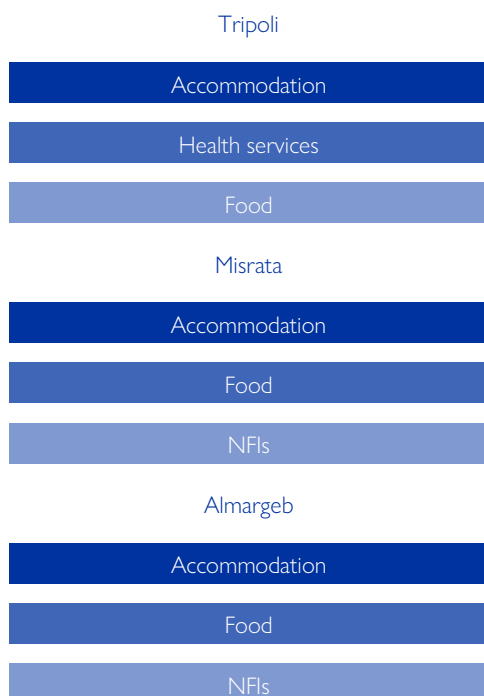 Tripoli
Accommodation
Health services
Food
Misrata
Accommodation
Food
NFIs
Almargeb
Accommodation
Food
NFIs